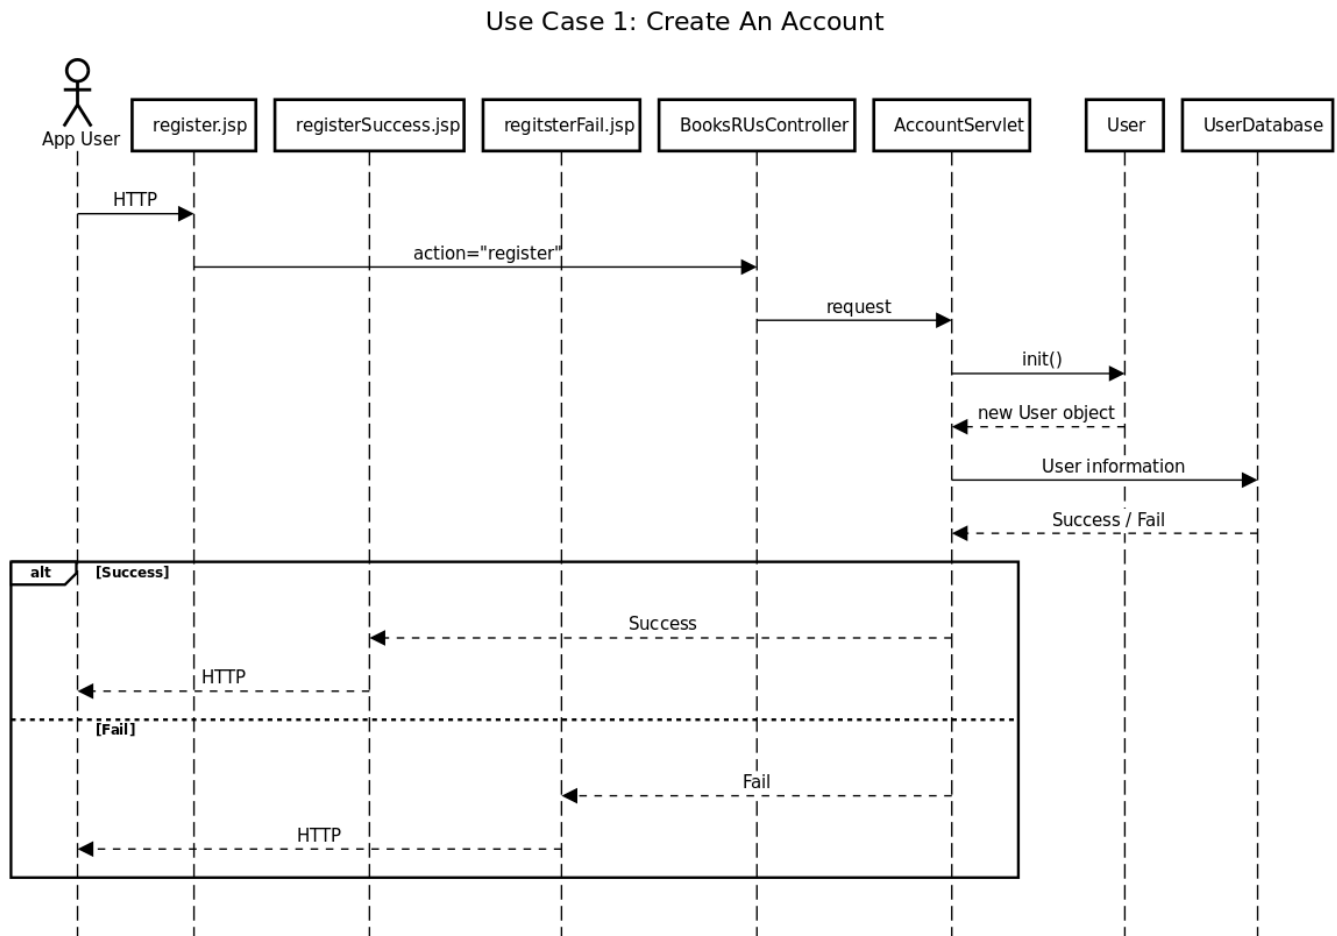 Use Case 1: Create An Account
App User
register.jsp
registerSuccess.jsp
regitsterFail.jsp
BooksRUsController
AccountServlet
User
UserDatabase
HTTP
action="register"
request
init()
new User object
User information
Success / Fail
alt
[Success]
Success
HTTP
[Fail]
Fail
HTTP